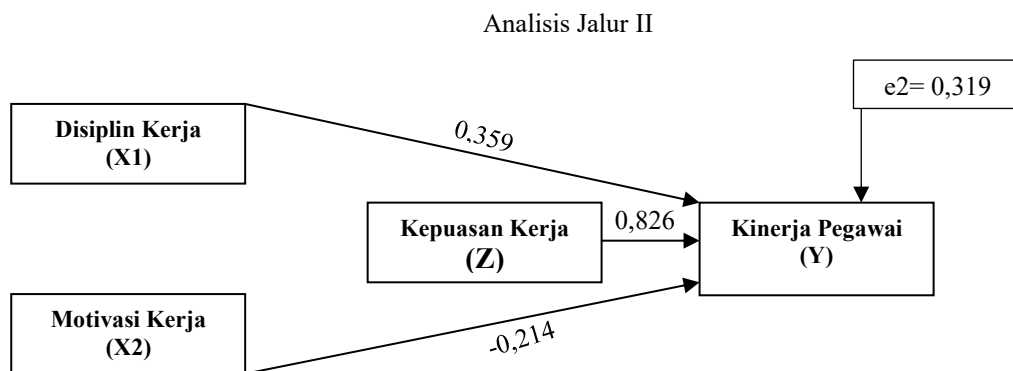 Analisis Jalur II
e2= 0,319
Disiplin Kerja
(X1)
0,359
Kepuasan Kerja
(Z)
0,826
Kinerja Pegawai
(Y)
Motivasi Kerja
(X2)
-0,214